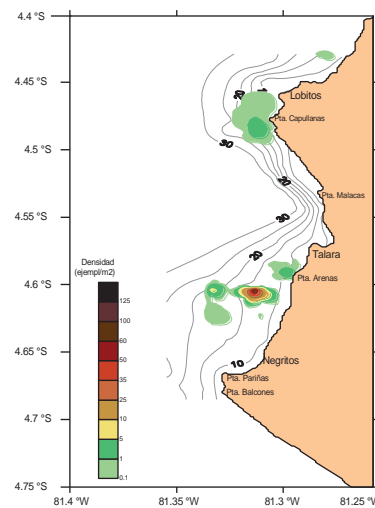 4.4 °S
4.45 °S
20
Lobitos
Pta. Capullanas
4.5 °S
30
20
Pta. Malacas
4.55 °S
30
20
Talara
Densidad
(ejempl/m2)
Pta. Arenas
4.6 °S
125
100
60
50
35
25
10
5
1
0.1
4.65 °S
10
Negritos
Pta. Pariñas
Pta. Balcones
4.7 °S
4.75 °S
81.4 °W
81.35 °W
81.3 °W
81.25 °W